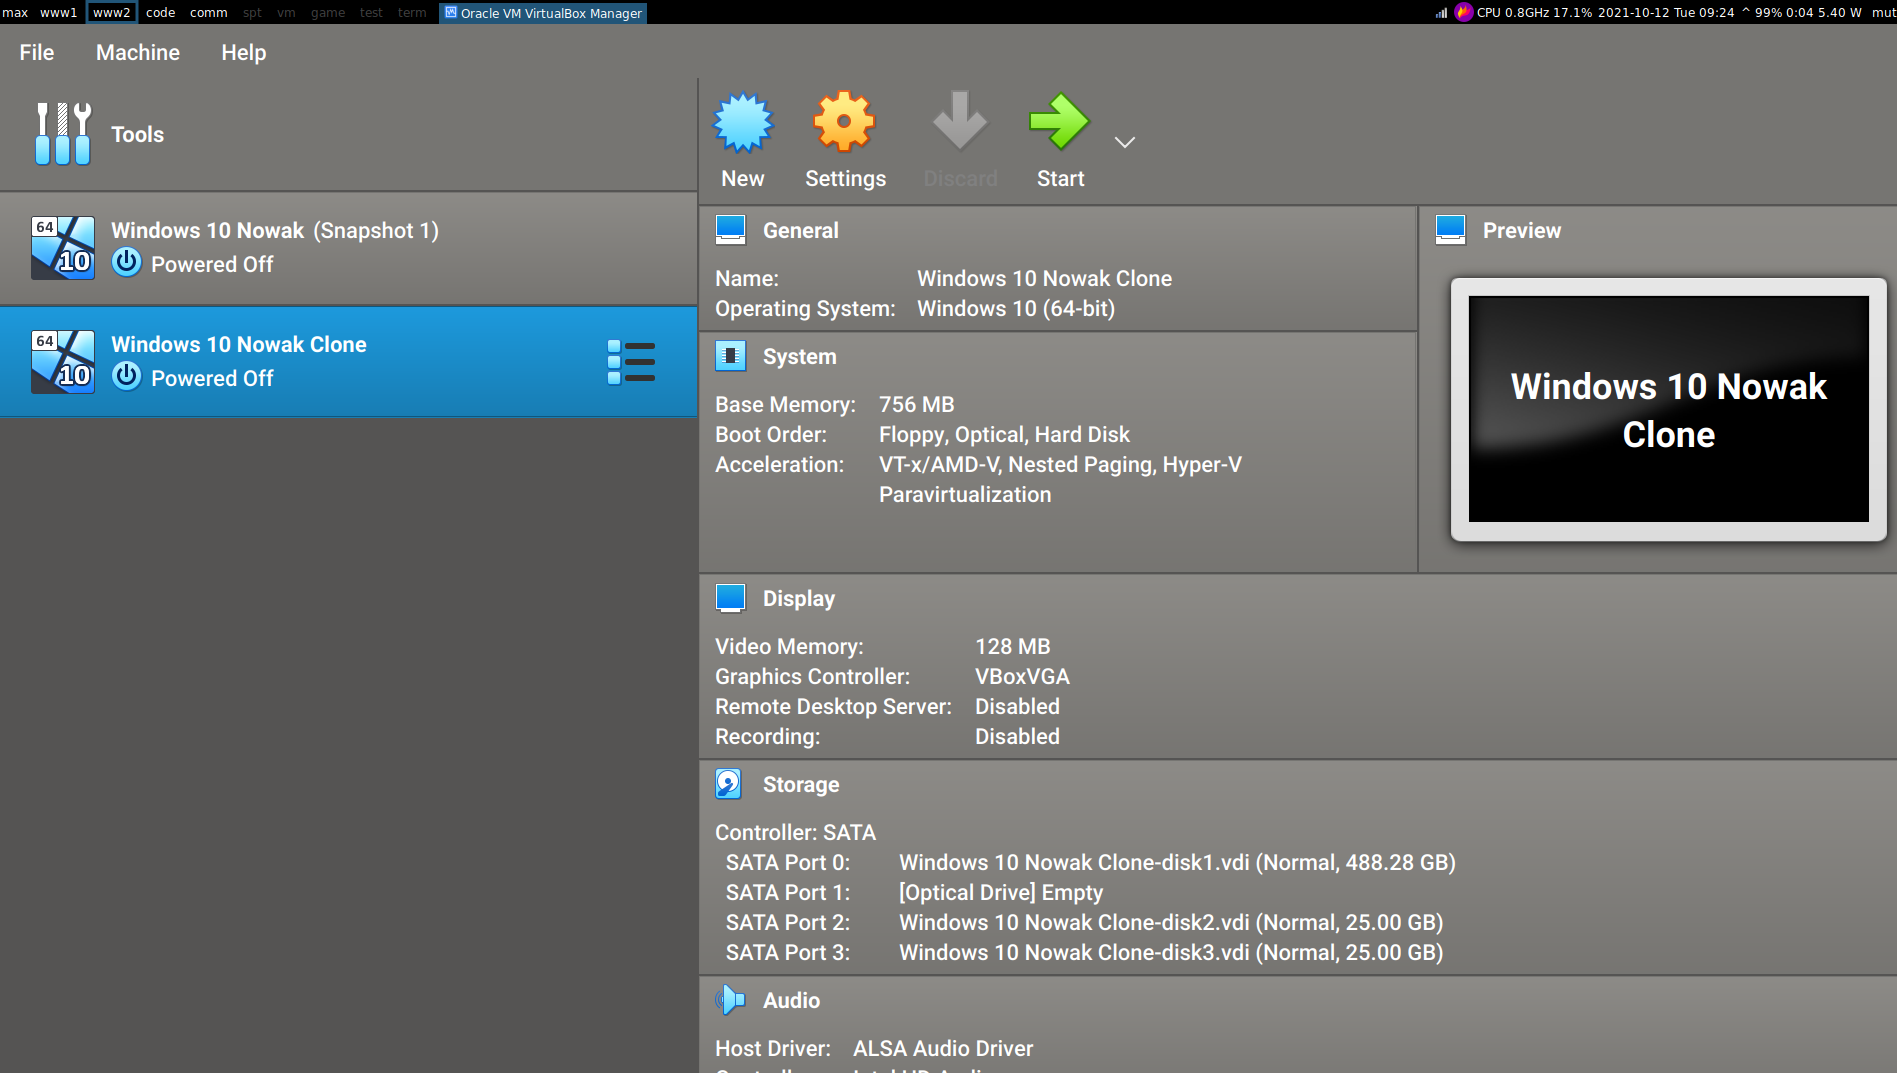 max www1 www2 code comm spt vm game test term Oracle VM VirtualBox Manager CPU 0.8GHz 17.1% 2021-10-12 Tue 09:24 ^ 99% 0:04 5.40 W mut
File Machine Help
Tools
New Settings Discard Start
64
10
Windows 10 Nowak (Snapshot 1)
Powered Off
64
10
Windows 10 Nowak Clone
Powered Off
General
Name: Windows 10 Nowak Clone
Operating System: Windows 10 (64-bit)
Preview
Windows 10 Nowak
Clone
System
Base Memory: 756 MB
Boot Order: Floppy, Optical, Hard Disk
Acceleration: VT-x/AMD-V, Nested Paging, Hyper-V
Paravirtualization
Display
Video Memory: 128 MB
Graphics Controller: VBoxVGA
Remote Desktop Server: Disabled
Recording: Disabled
Storage
Controller: SATA
SATA Port 0: Windows 10 Nowak Clone-disk1.vdi (Normal, 488.28 GB)
SATA Port 1: [Optical Drive] Empty
SATA Port 2: Windows 10 Nowak Clone-disk2.vdi (Normal, 25.00 GB)
SATA Port 3: Windows 10 Nowak Clone-disk3.vdi (Normal, 25.00 GB)
Audio
Host Driver: ALSA Audio Driver